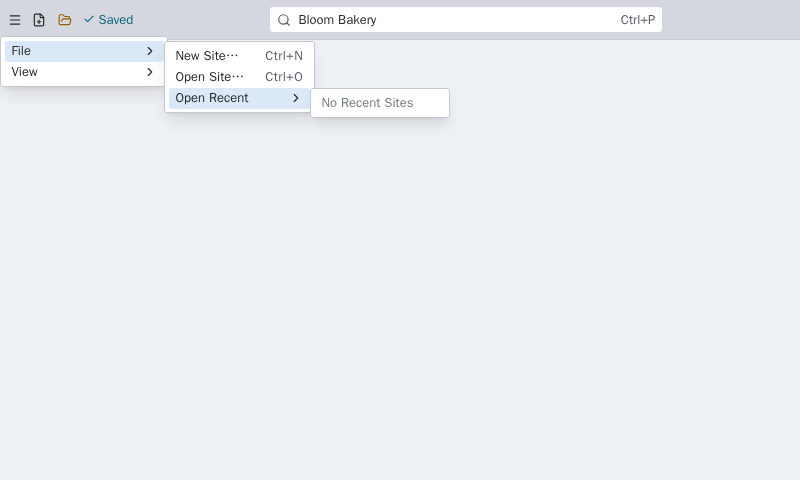 Saved
Bloom Bakery
Ctrl+P
File
View
New Site⋯ Ctrl+N
Open Site⋯ Ctrl+O
Open Recent
No Recent Sites